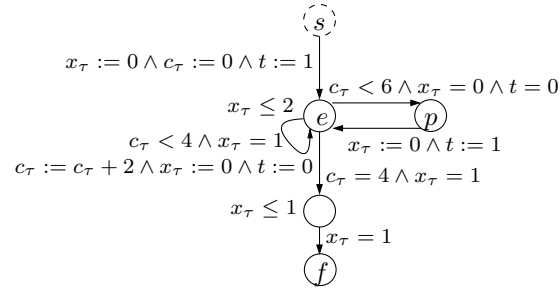 s
x_τ := 0 ∧ c_τ := 0 ∧ t := 1
c_τ < 6 ∧ x_τ = 0 ∧ t = 0
x_τ ≤ 2
e
p
c_τ < 4 ∧ x_τ = 1
x_τ := 0 ∧ t := 1
c_τ := c_τ + 2 ∧ x_τ := 0 ∧ t := 0
c_τ = 4 ∧ x_τ = 1
x_τ ≤ 1
x_τ = 1
f